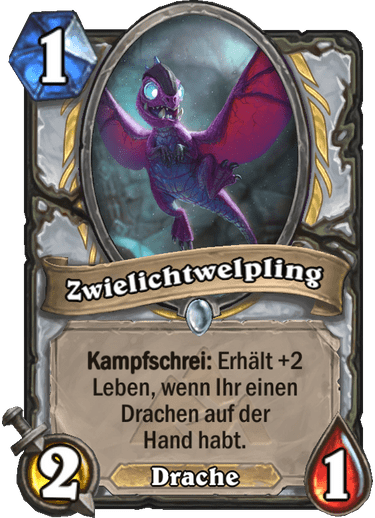 1
Zwielichtwelpling
Kampfschrei: Erhält +2
Leben, wenn Ihr einen
Drachen auf der
Hand habt.
2
Drache
1